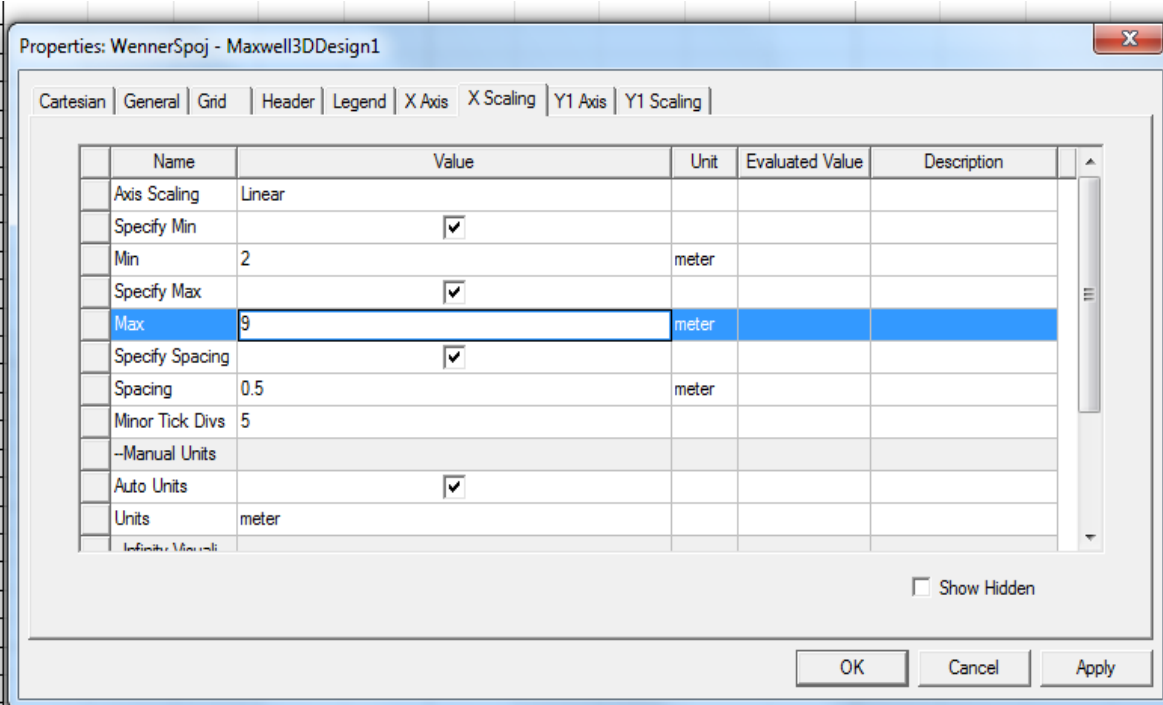 Properties: WennerSpoj - Maxwell3DDesign1
X
Cartesian General Grid Header Legend X Axis X Scaling Y1 Axis Y1 Scaling
Name Value Unit Evaluated Value Description
Axis Scaling Linear
Specify Min
Min 2 meter
Specify Max
Max 9 meter
Specify Spacing
Spacing 0.5 meter
Minor Tick Divs 5
--Manual Units
Auto Units
Units meter
Infinity Visuali
Show Hidden
OK Cancel Apply